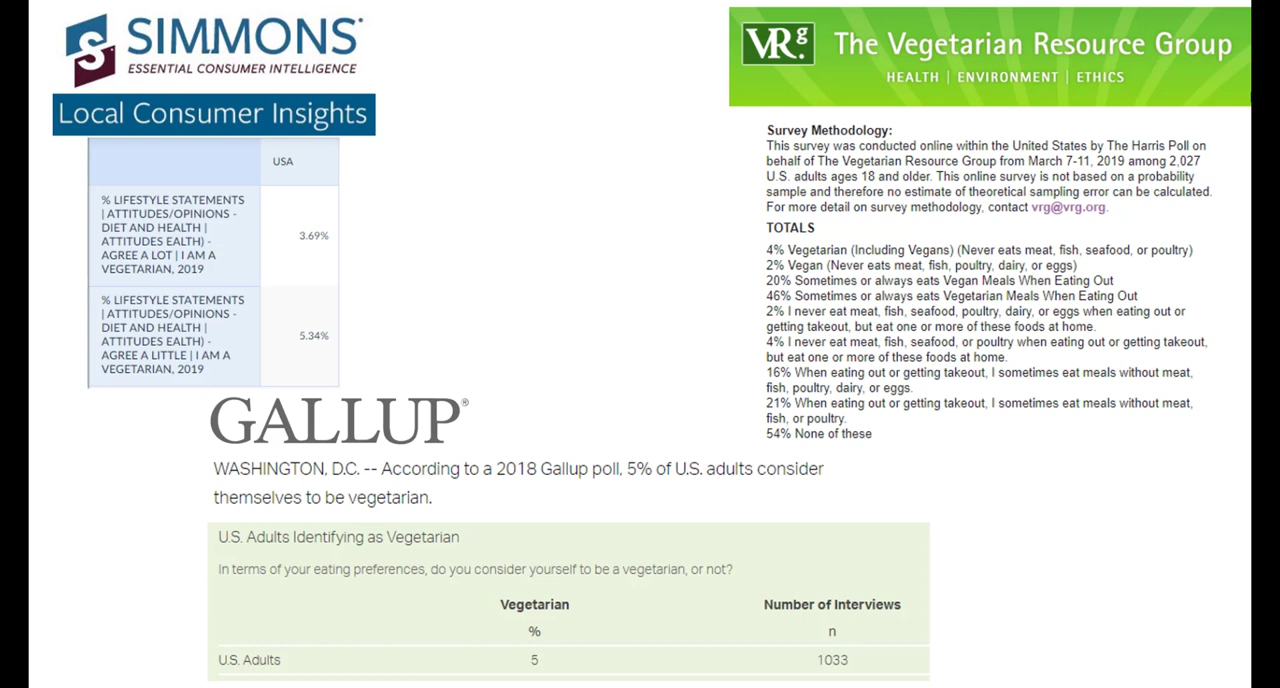 SIMMONS
ESSENTIAL CONSUMER INTELLIGENCE
Local Consumer Insights
USA
% LIFESTYLE STATEMENTS
| ATTITUDES/OPINIONS -
DIET AND HEALTH |
ATTITUDES EALTH) -
AGREE A LOT | I AM A
VEGETARIAN, 2019
3.69%
% LIFESTYLE STATEMENTS
| ATTITUDES/OPINIONS -
DIET AND HEALTH |
ATTITUDES EALTH) -
AGREE A LITTLE | I AM A
VEGETARIAN, 2019
5.34%
VRg.
The Vegetarian Resource Group
HEALTH | ENVIRONMENT | ETHICS
Survey Methodology:
This survey was conducted online within the United States by The Harris Poll on
behalf of The Vegetarian Resource Group from March 7-11, 2019 among 2,027
U.S. adults ages 18 and older. This online survey is not based on a probability
sample and therefore no estimate of theoretical sampling error can be calculated.
For more detail on survey methodology, contact vrg@vrg.org.
TOTALS
4% Vegetarian (Including Vegans) (Never eats meat, fish, seafood, or poultry)
2% Vegan (Never eats meat, fish, poultry, dairy, or eggs)
20% Sometimes or always eats Vegan Meals When Eating Out
46% Sometimes or always eats Vegetarian Meals When Eating Out
2% I never eat meat, fish, seafood, poultry, dairy, or eggs when eating out or
getting takeout, but eat one or more of these foods at home.
4% I never eat meat, fish, seafood, or poultry when eating out or getting takeout,
but eat one or more of these foods at home.
16% When eating out or getting takeout, I sometimes eat meals without meat,
fish, poultry, dairy, or eggs.
21% When eating out or getting takeout, I sometimes eat meals without meat,
fish, or poultry.
54% None of these
GALLUP®
WASHINGTON, D.C. -- According to a 2018 Gallup poll, 5% of U.S. adults consider
themselves to be vegetarian.
U.S. Adults Identifying as Vegetarian
In terms of your eating preferences, do you consider yourself to be a vegetarian, or not?
Vegetarian Number of Interviews
% n
U.S. Adults 5 1033